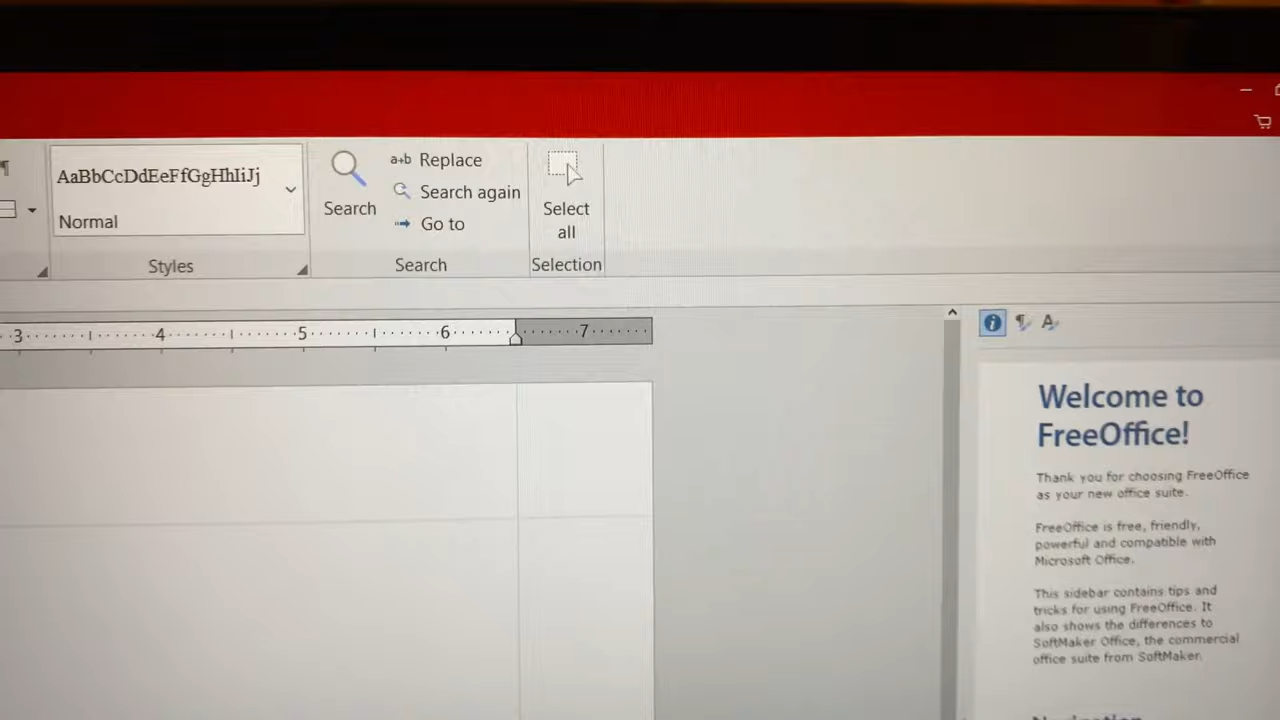 AaBbCcDdEeFfGgHhIiJj
Normal
Styles
Search
a+b Replace
Search again
Go to
Search
Select
all
Selection
3 4 5 6 7
Welcome to
FreeOffice!
Thank you for choosing FreeOffice
as your new office suite.
FreeOffice is free, friendly,
powerful and compatible with
Microsoft Office.
This sidebar contains tips and
tricks for using FreeOffice. It
also shows the differences to
SoftMaker Office, the commercial
office suite from SoftMaker.